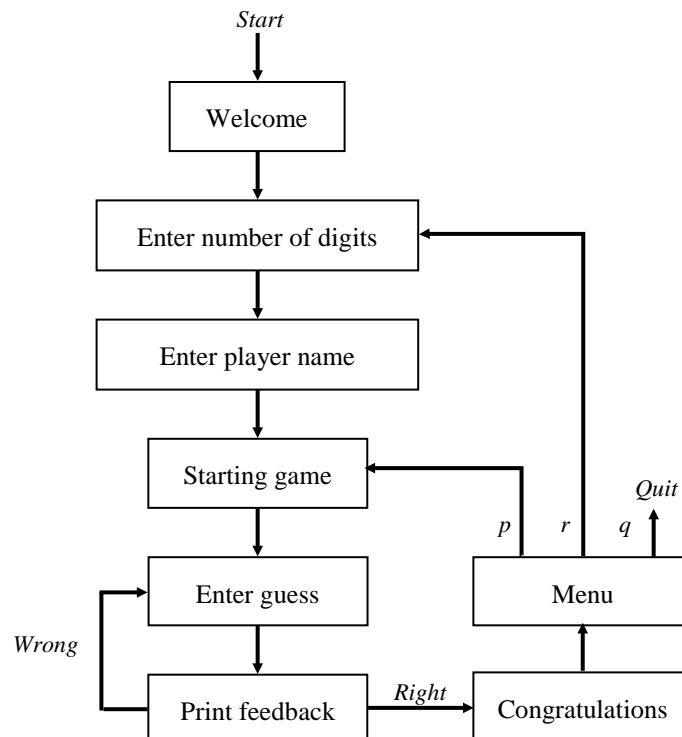 Start
Welcome
Enter number of digits
Enter player name
Starting game
Quit
p r q
Enter guess
Menu
Wrong
Right
Print feedback
Congratulations